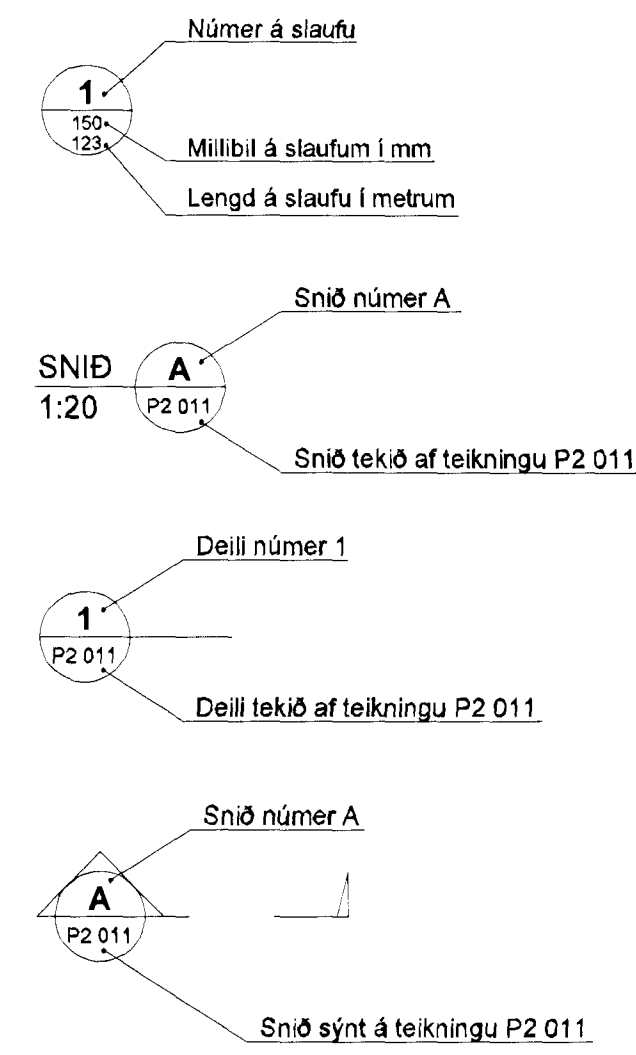 Númer á slaufu
1
150
123
Millibil á slaufum í mm
Lengd á slaufu í metrum
Snið númer A
SNIÐ
A
1:20
P2 011
Snið tekið af teikningu P2 011
Deili númer 1
1
P2 011
Deili tekið af teikningu P2 011
Snið númer A
A
P2 011
Snið sýnt á teikningu P2 011